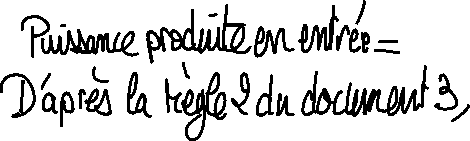 Puissance produite en entrée =
D'après la règle 2 du document 3,